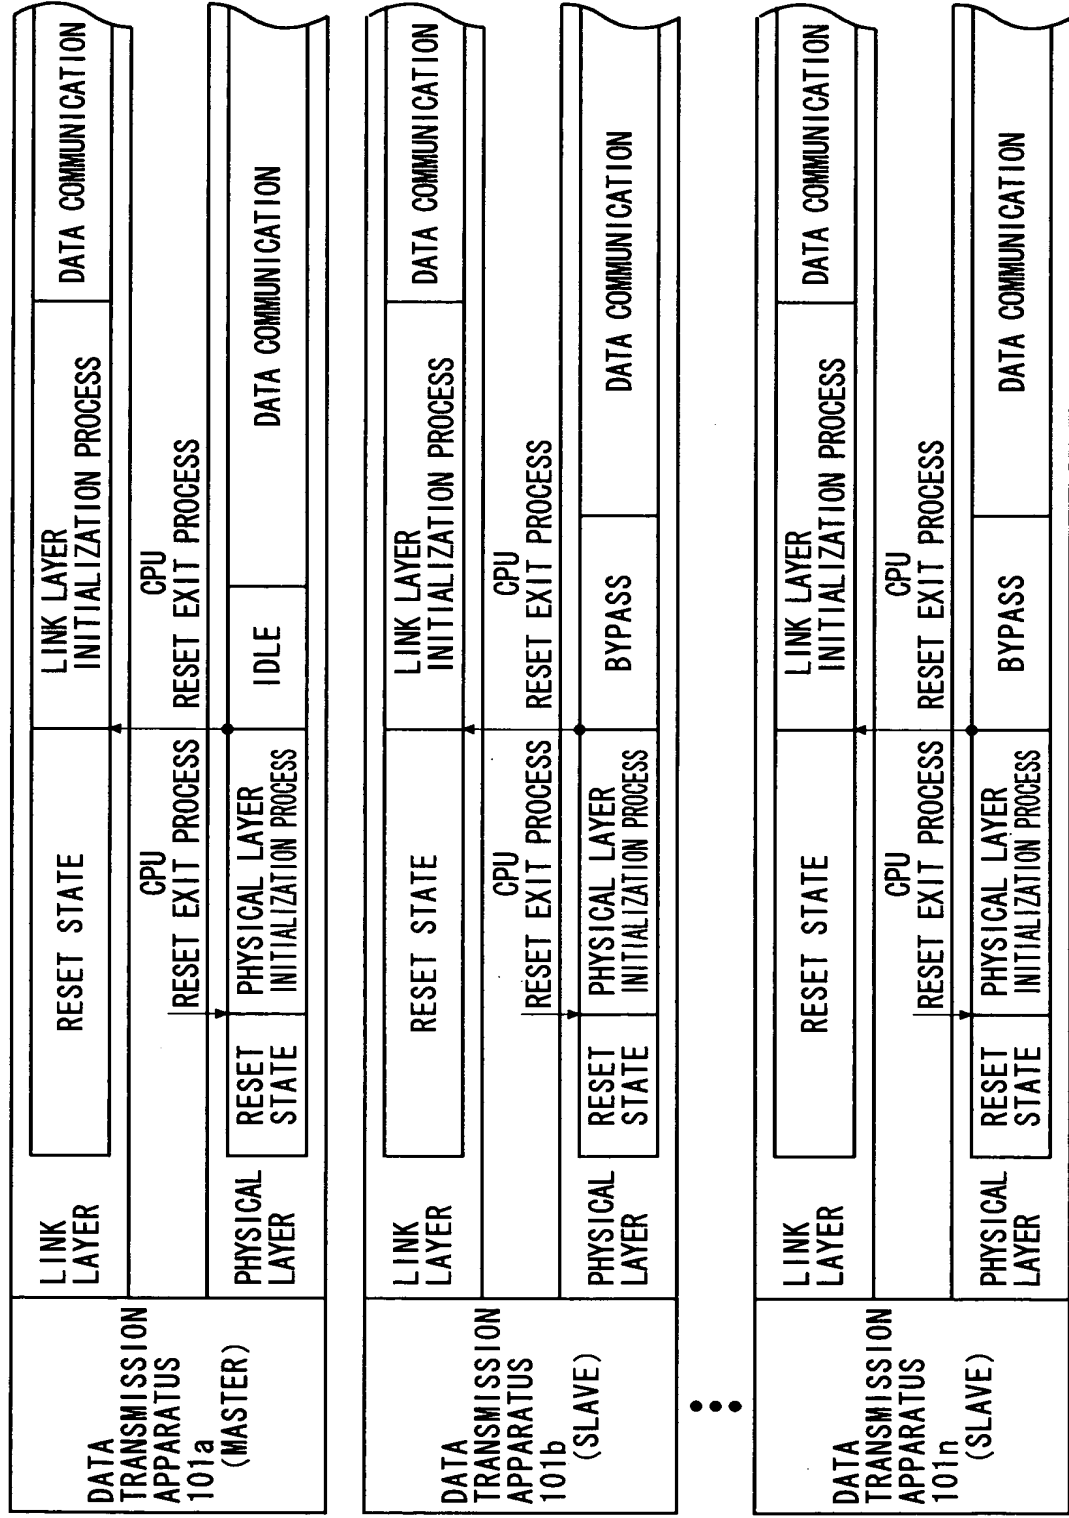 DATA
TRANSMISSION
APPARATUS
101a
(MASTER)
LINK
LAYER
RESET STATE
LINK LAYER
INITIALIZATION PROCESS
DATA COMMUNICATION
CPU
RESET EXIT PROCESS
CPU
RESET EXIT PROCESS
PHYSICAL
LAYER
RESET
STATE
PHYSICAL LAYER
INITIALIZATION PROCESS
IDLE
DATA COMMUNICATION
DATA
TRANSMISSION
APPARATUS
101b
(SLAVE)
LINK
LAYER
RESET STATE
LINK LAYER
INITIALIZATION PROCESS
DATA COMMUNICATION
CPU
RESET EXIT PROCESS
CPU
RESET EXIT PROCESS
PHYSICAL
LAYER
RESET
STATE
PHYSICAL LAYER
INITIALIZATION PROCESS
BYPASS
DATA COMMUNICATION
DATA
TRANSMISSION
APPARATUS
101n
(SLAVE)
LINK
LAYER
RESET STATE
LINK LAYER
INITIALIZATION PROCESS
DATA COMMUNICATION
CPU
RESET EXIT PROCESS
CPU
RESET EXIT PROCESS
PHYSICAL
LAYER
RESET
STATE
PHYSICAL LAYER
INITIALIZATION PROCESS
BYPASS
DATA COMMUNICATION